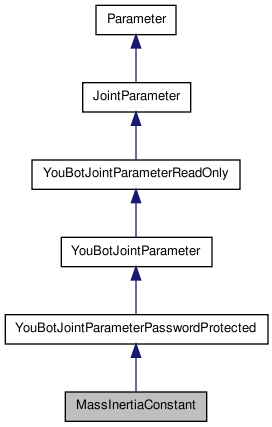 Parameter
JointParameter
YouBotJointParameterReadOnly
YouBotJointParameter
YouBotJointParameterPasswordProtected
MassInertiaConstant